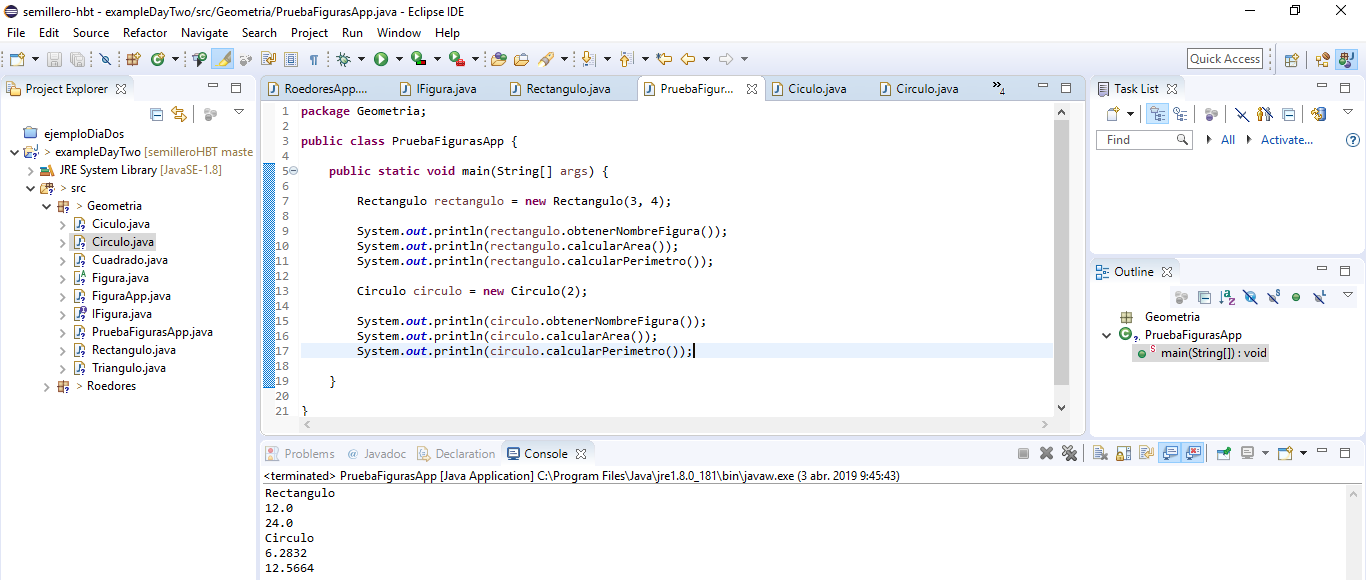 semillero-hbt - exampleDayTwo/src/Geometria/PruebaFigurasApp.java - Eclipse IDE
File Edit Source Refactor Navigate Search Project Run Window Help
Quick Access
Project Explorer
ejemploDiaDos
> exampleDayTwo [semilleroHBT maste
JRE System Library [JavaSE-1.8]
> src
> Geometria
Ciculo.java
Circulo.java
Cuadrado.java
Figura.java
FiguraApp.java
IFigura.java
PruebaFigurasApp.java
Rectangulo.java
Triangulo.java
> Roedores
RoedoresApp.... IFigura.java Rectangulo.java PruebaFigur... Ciculo.java Circulo.java »4
1 package Geometria;
2
3 public class PruebaFigurasApp {
4
5 public static void main(String[] args) {
6
7 Rectangulo rectangulo = new Rectangulo(3, 4);
8
9 System.out.println(rectangulo.obtenerNombreFigura());
10 System.out.println(rectangulo.calcularArea());
11 System.out.println(rectangulo.calcularPerimetro());
12
13 Circulo circulo = new Circulo(2);
14
15 System.out.println(circulo.obtenerNombreFigura());
16 System.out.println(circulo.calcularArea());
17 System.out.println(circulo.calcularPerimetro());
18
19 }
20
21 }
Task List
Find All Activate...
Outline
Geometria
PruebaFigurasApp
main(String[]) : void
Problems @ Javadoc Declaration Console
<terminated> PruebaFigurasApp [Java Application] C:\Program Files\Java\jre1.8.0_181\bin\javaw.exe (3 abr. 2019 9:45:43)
Rectangulo
12.0
24.0
Circulo
6.2832
12.5664